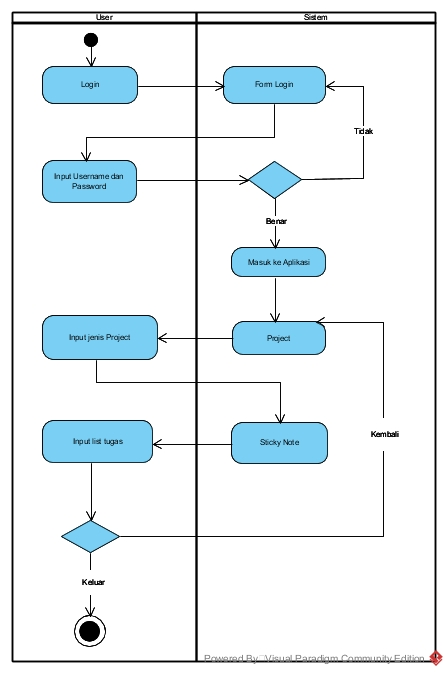 User
Sistem
Login
Form Login
Tidak
Input Username dan
Password
Benar
Masuk ke Aplikasi
Input jenis Project
Project
Kembali
Input list tugas
Sticky Note
Keluar
Powered By Visual Paradigm Community Edition